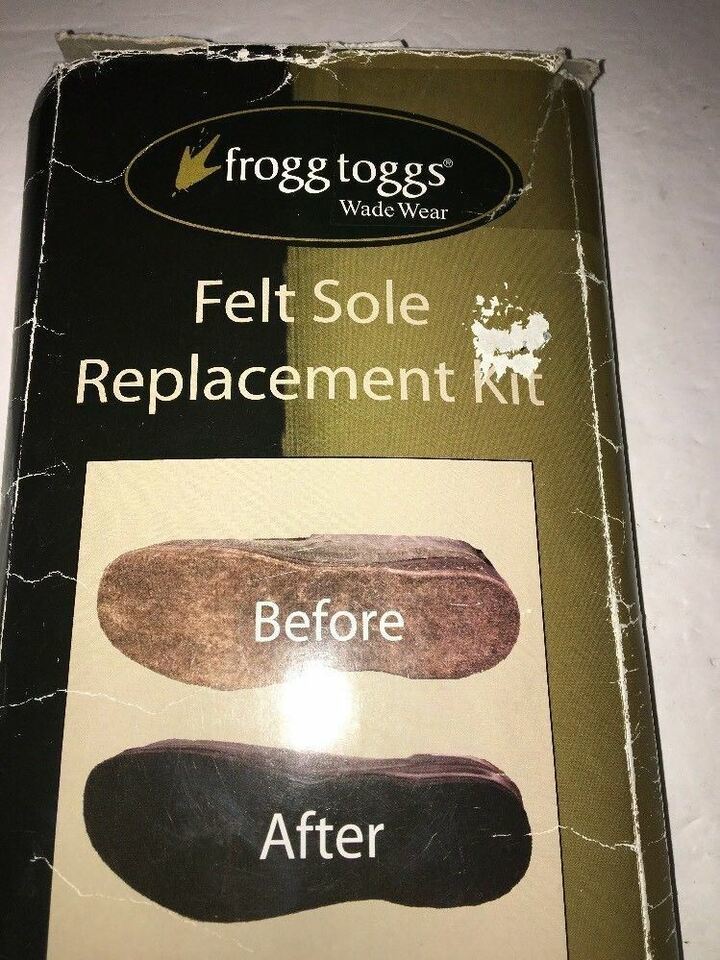 frogg toggs®
Wade Wear
Felt Sole
Replacement Kit
Before
After